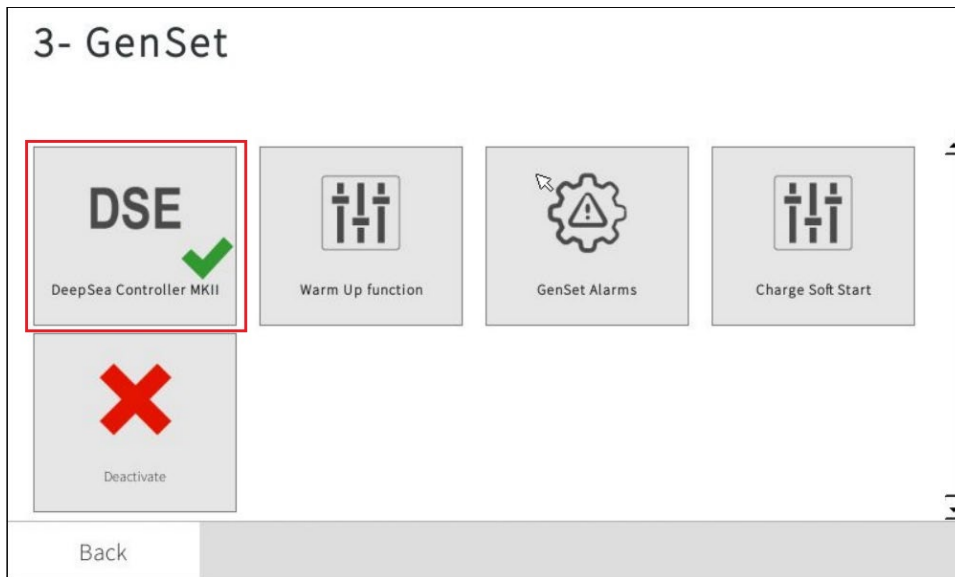 3- GenSet
DSE
DeepSea Controller MKII
Warm Up function
GenSet Alarms
Charge Soft Start
Deactivate
Back